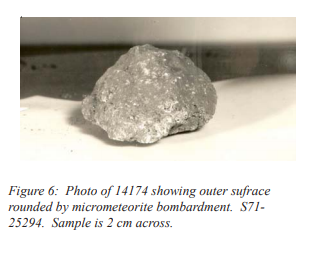 Figure 6:  Photo of 14174 showing outer sufrace
rounded by micrometeorite bombardment.  S71-
25294.  Sample is 2 cm across.